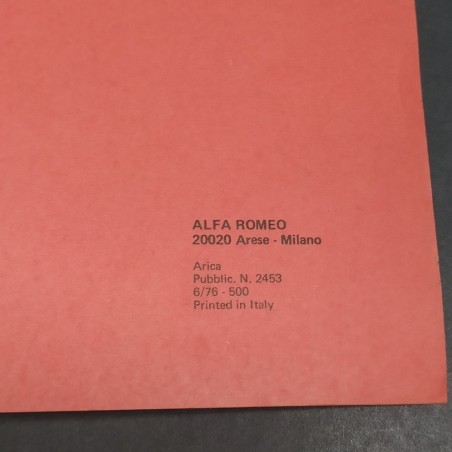 ALFA ROMEO
20020 Arese - Milano
Arica
Pubblic. N. 2453
6/76 - 500
Printed in Italy